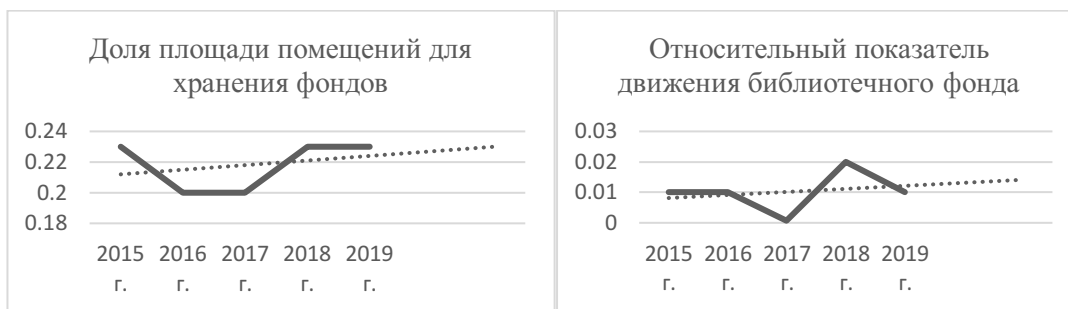 Доля площади помещений для
хранения фондов
0.24
0.22
0.2
0.18
2015 2016 2017 2018 2019
г. г. г. г. г.
Относительный показатель
движения библиотечного фонда
0.03
0.02
0.01
0
2015 2016 2017 2018 2019
г. г. г. г. г.